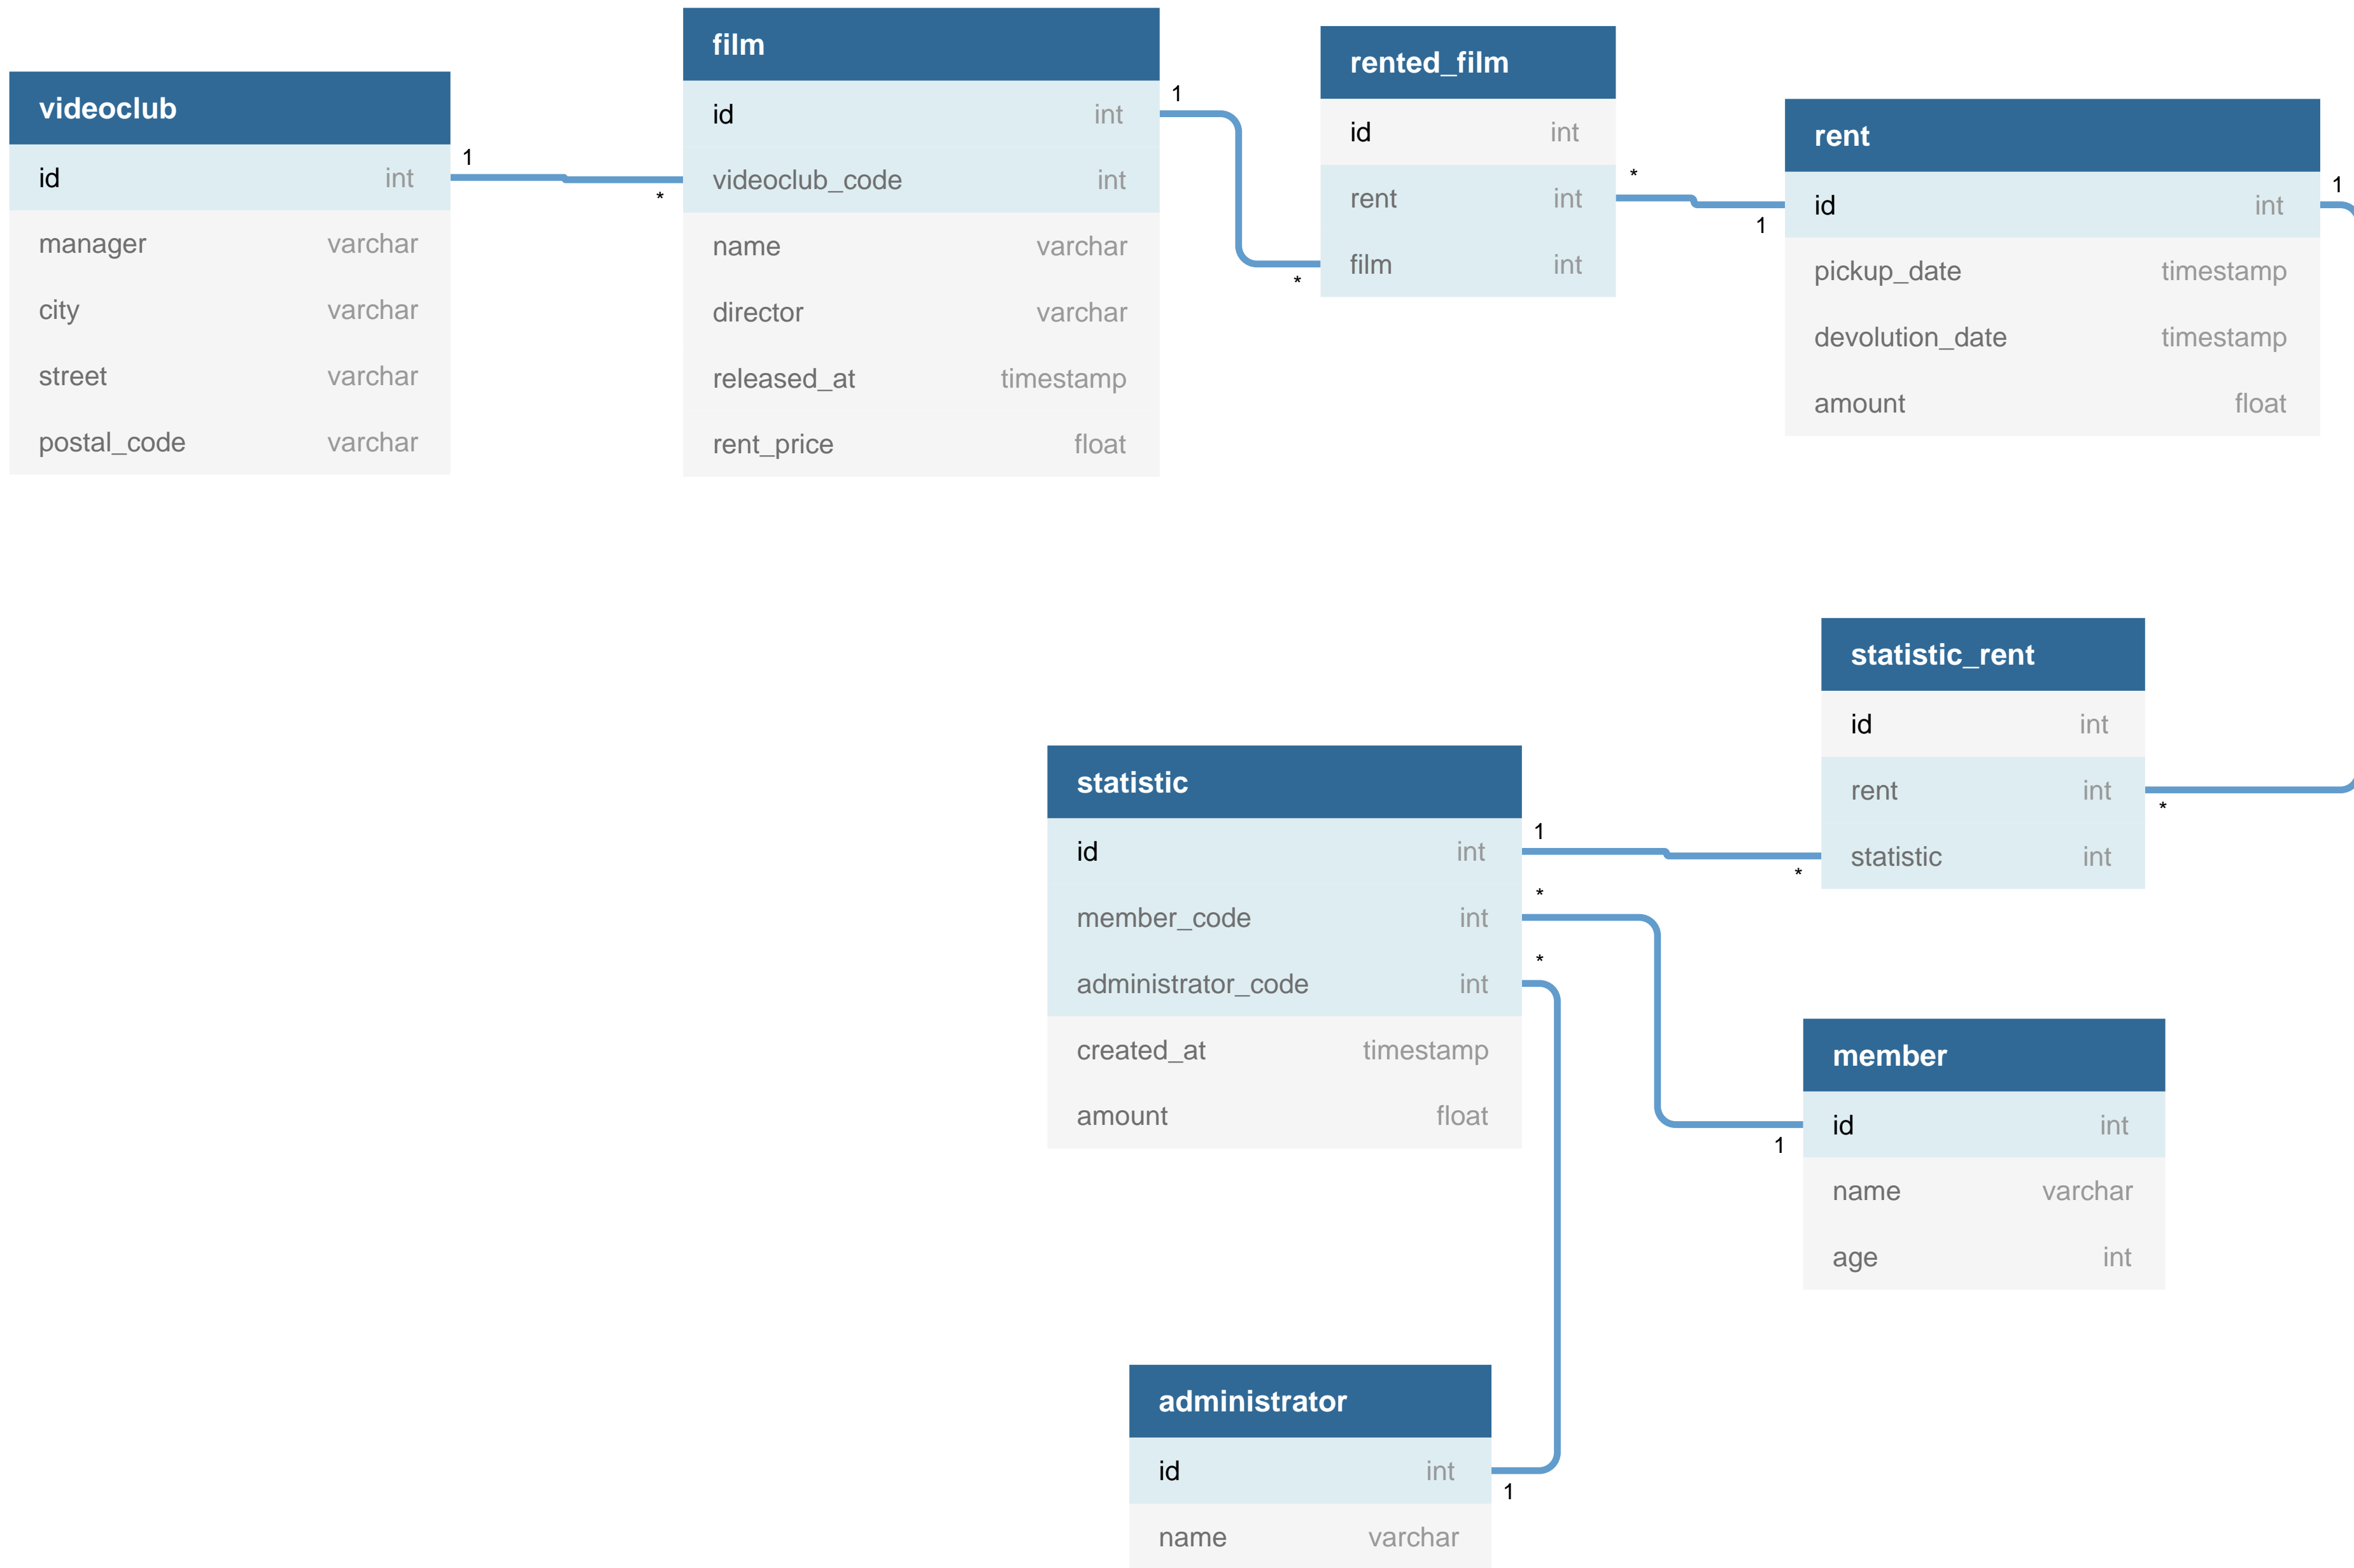 videoclub
id int
manager varchar
city varchar
street varchar
postal_code varchar
1
*
film
id int
videoclub_code int
name varchar
director varchar
released_at timestamp
rent_price float
1
*
rented_film
id int
rent int
film int
*
1
rent
id int
pickup_date timestamp
devolution_date timestamp
amount float
1
statistic_rent
id int
rent int
statistic int
*
*
statistic
id int
member_code int
administrator_code int
created_at timestamp
amount float
1
*
*
member
id int
name varchar
age int
1
administrator
id int
name varchar
1